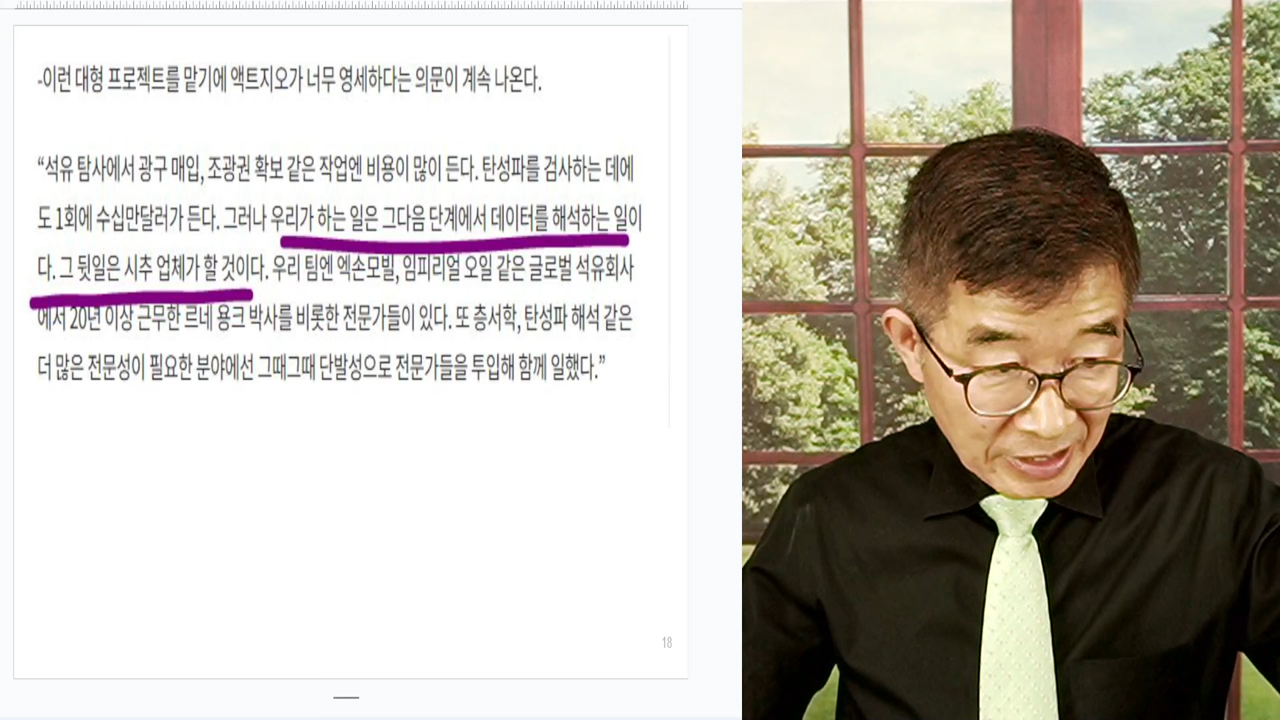 -이런 대형 프로젝트를 맡기에 액트지오가 너무 영세하다는 의문이 계속 나온다.
“석유 탐사에서 광구 매입, 조광권 확보 같은 작업엔 비용이 많이 든다. 탄성파를 검사하는 데에
도 1회에 수십만달러가 든다. 그러나 우리가 하는 일은 그다음 단계에서 데이터를 해석하는 일이
다. 그 뒷일은 시추 업체가 할 것이다. 우리 팀엔 엑손모빌, 임피리얼 오일 같은 글로벌 석유회사
에서 20년 이상 근무한 르네 용크 박사를 비롯한 전문가들이 있다. 또 층서학, 탄성파 해석 같은
더 많은 전문성이 필요한 분야에선 그때그때 단발성으로 전문가들을 투입해 함께 일했다.”
18